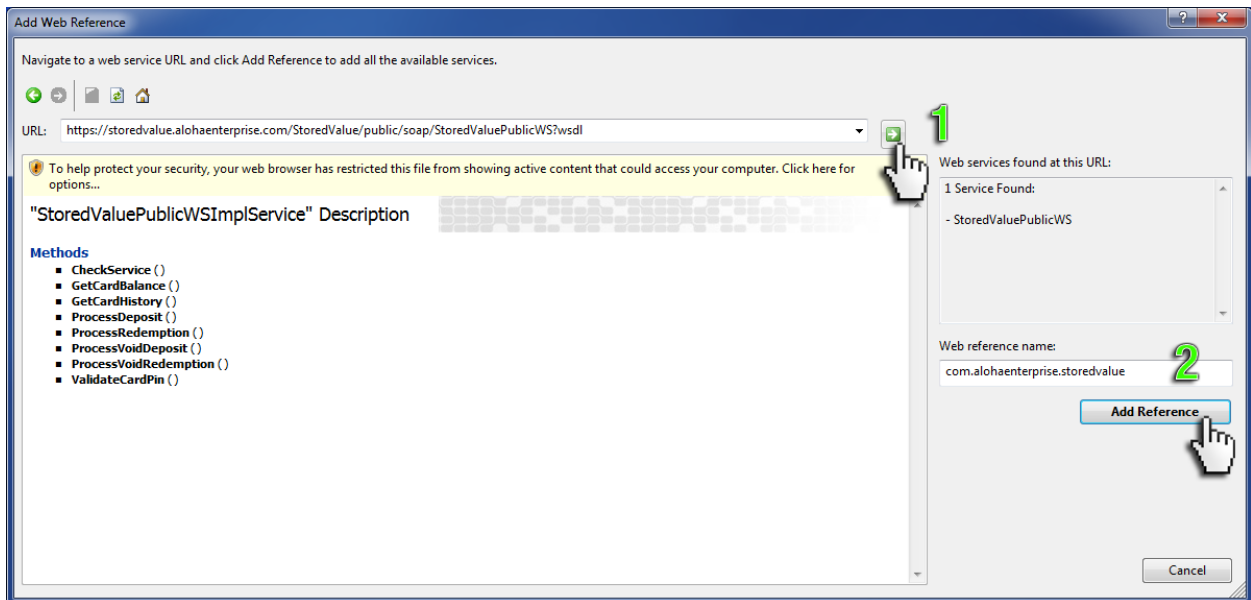 Add Web Reference
Navigate to a web service URL and click Add Reference to add all the available services.
URL: https://storedvalue.alohaenterprise.com/StoredValue/public/soap/StoredValuePublicWS?wsdl
1
To help protect your security, your web browser has restricted this file from showing active content that could access your computer. Click here for
options...
"StoredValuePublicWSImplService" Description
Methods
CheckService ()
GetCardBalance ()
GetCardHistory ()
ProcessDeposit ()
ProcessRedemption ()
ProcessVoidDeposit ()
ProcessVoidRedemption ()
ValidateCardPin ()
Web services found at this URL:
1 Service Found:
- StoredValuePublicWS
Web reference name:
com.alohaenterprise.storedvalue
2
Add Reference
Cancel